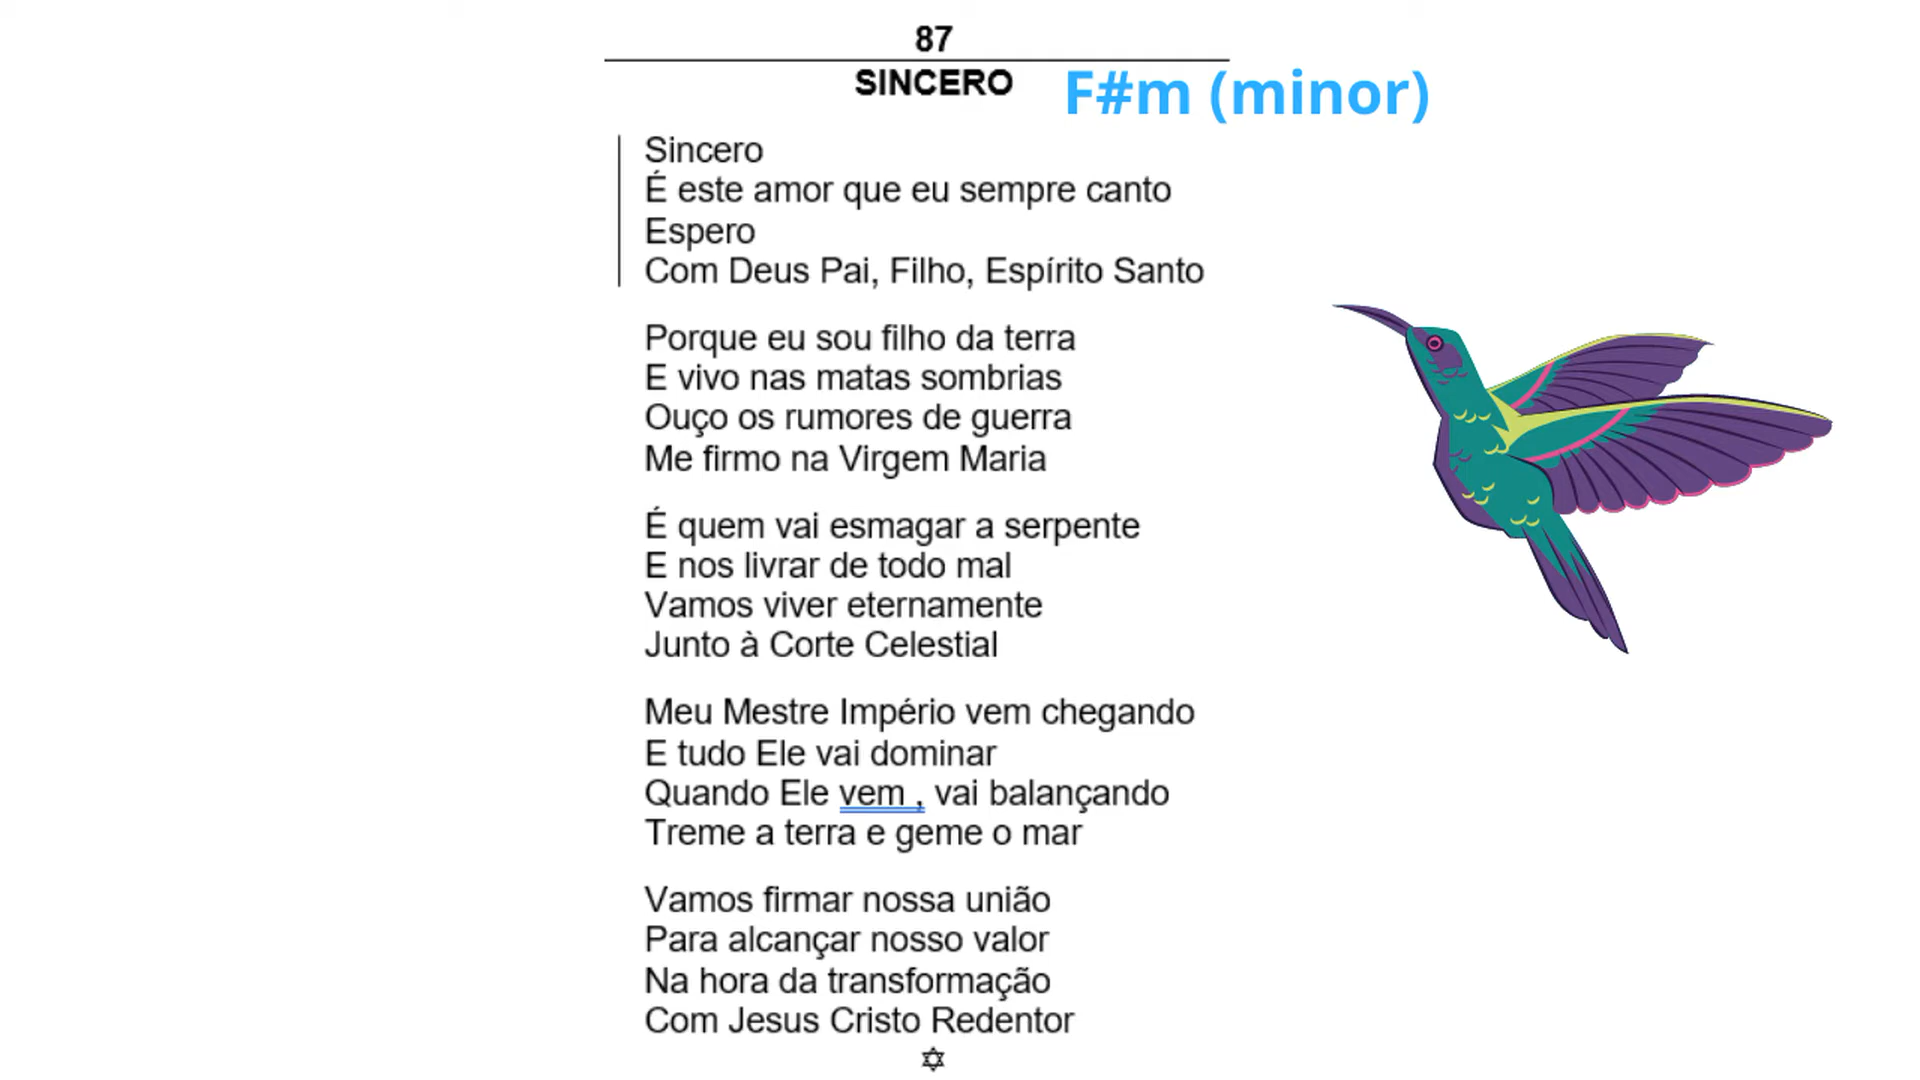 87
SINCERO
F#m (minor)
Sincero
É este amor que eu sempre canto
Espero
Com Deus Pai, Filho, Espírito Santo
Porque eu sou filho da terra
E vivo nas matas sombrias
Ouço os rumores de guerra
Me firmo na Virgem Maria
É quem vai esmagar a serpente
E nos livrar de todo mal
Vamos viver eternamente
Junto à Corte Celestial
Meu Mestre Império vem chegando
E tudo Ele vai dominar
Quando Ele vem , vai balançando
Treme a terra e geme o mar
Vamos firmar nossa união
Para alcançar nosso valor
Na hora da transformação
Com Jesus Cristo Redentor